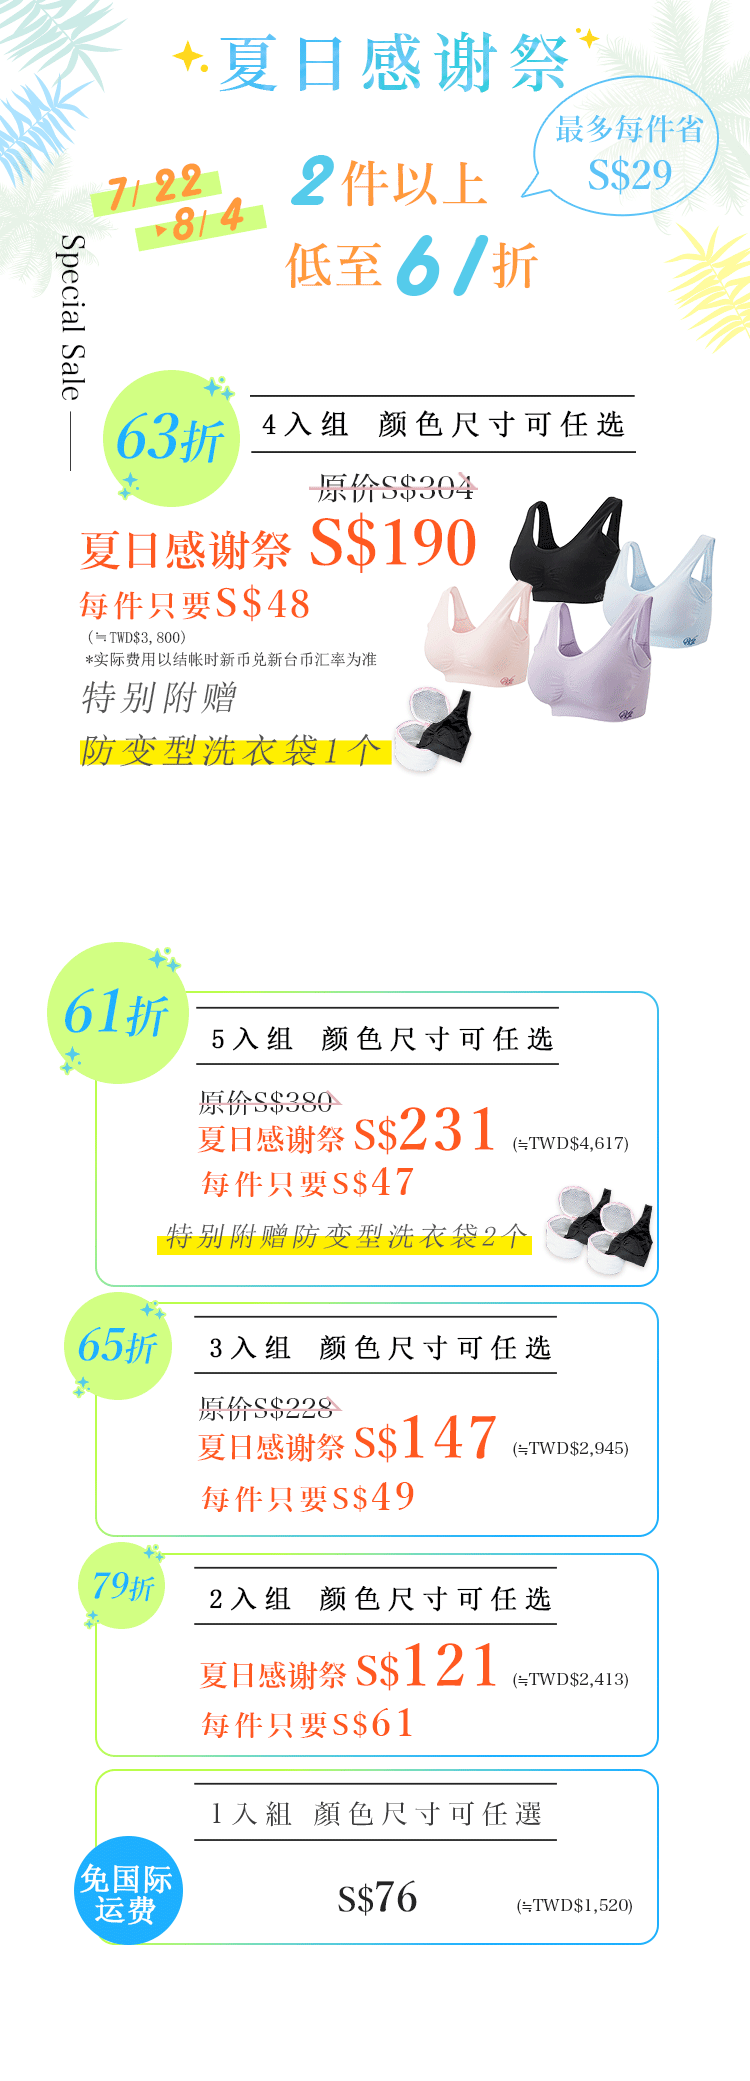 夏日感谢祭
最多每件省
S$29
7/22
▸8/4
2件以上
低至61折
Special Sale
63折
4入组 颜色尺寸可任选
原价S$304
夏日感谢祭 S$190
每件只要S$48
(≒TWD$3,800)
*实际费用以结帐时新币兑新台币汇率为准
特别附赠
防变型洗衣袋1个
61折
5入组 颜色尺寸可任选
原价S$380
夏日感谢祭 S$231 (≒TWD$4,617)
每件只要S$47
特别附赠防变型洗衣袋2个
65折
3入组 颜色尺寸可任选
原价S$228
夏日感谢祭 S$147 (≒TWD$2,945)
每件只要S$49
79折
2入组 颜色尺寸可任选
夏日感谢祭 S$121 (≒TWD$2,413)
每件只要S$61
1入組 顏色尺寸可任選
免国际
运费
S$76 (≒TWD$1,520)